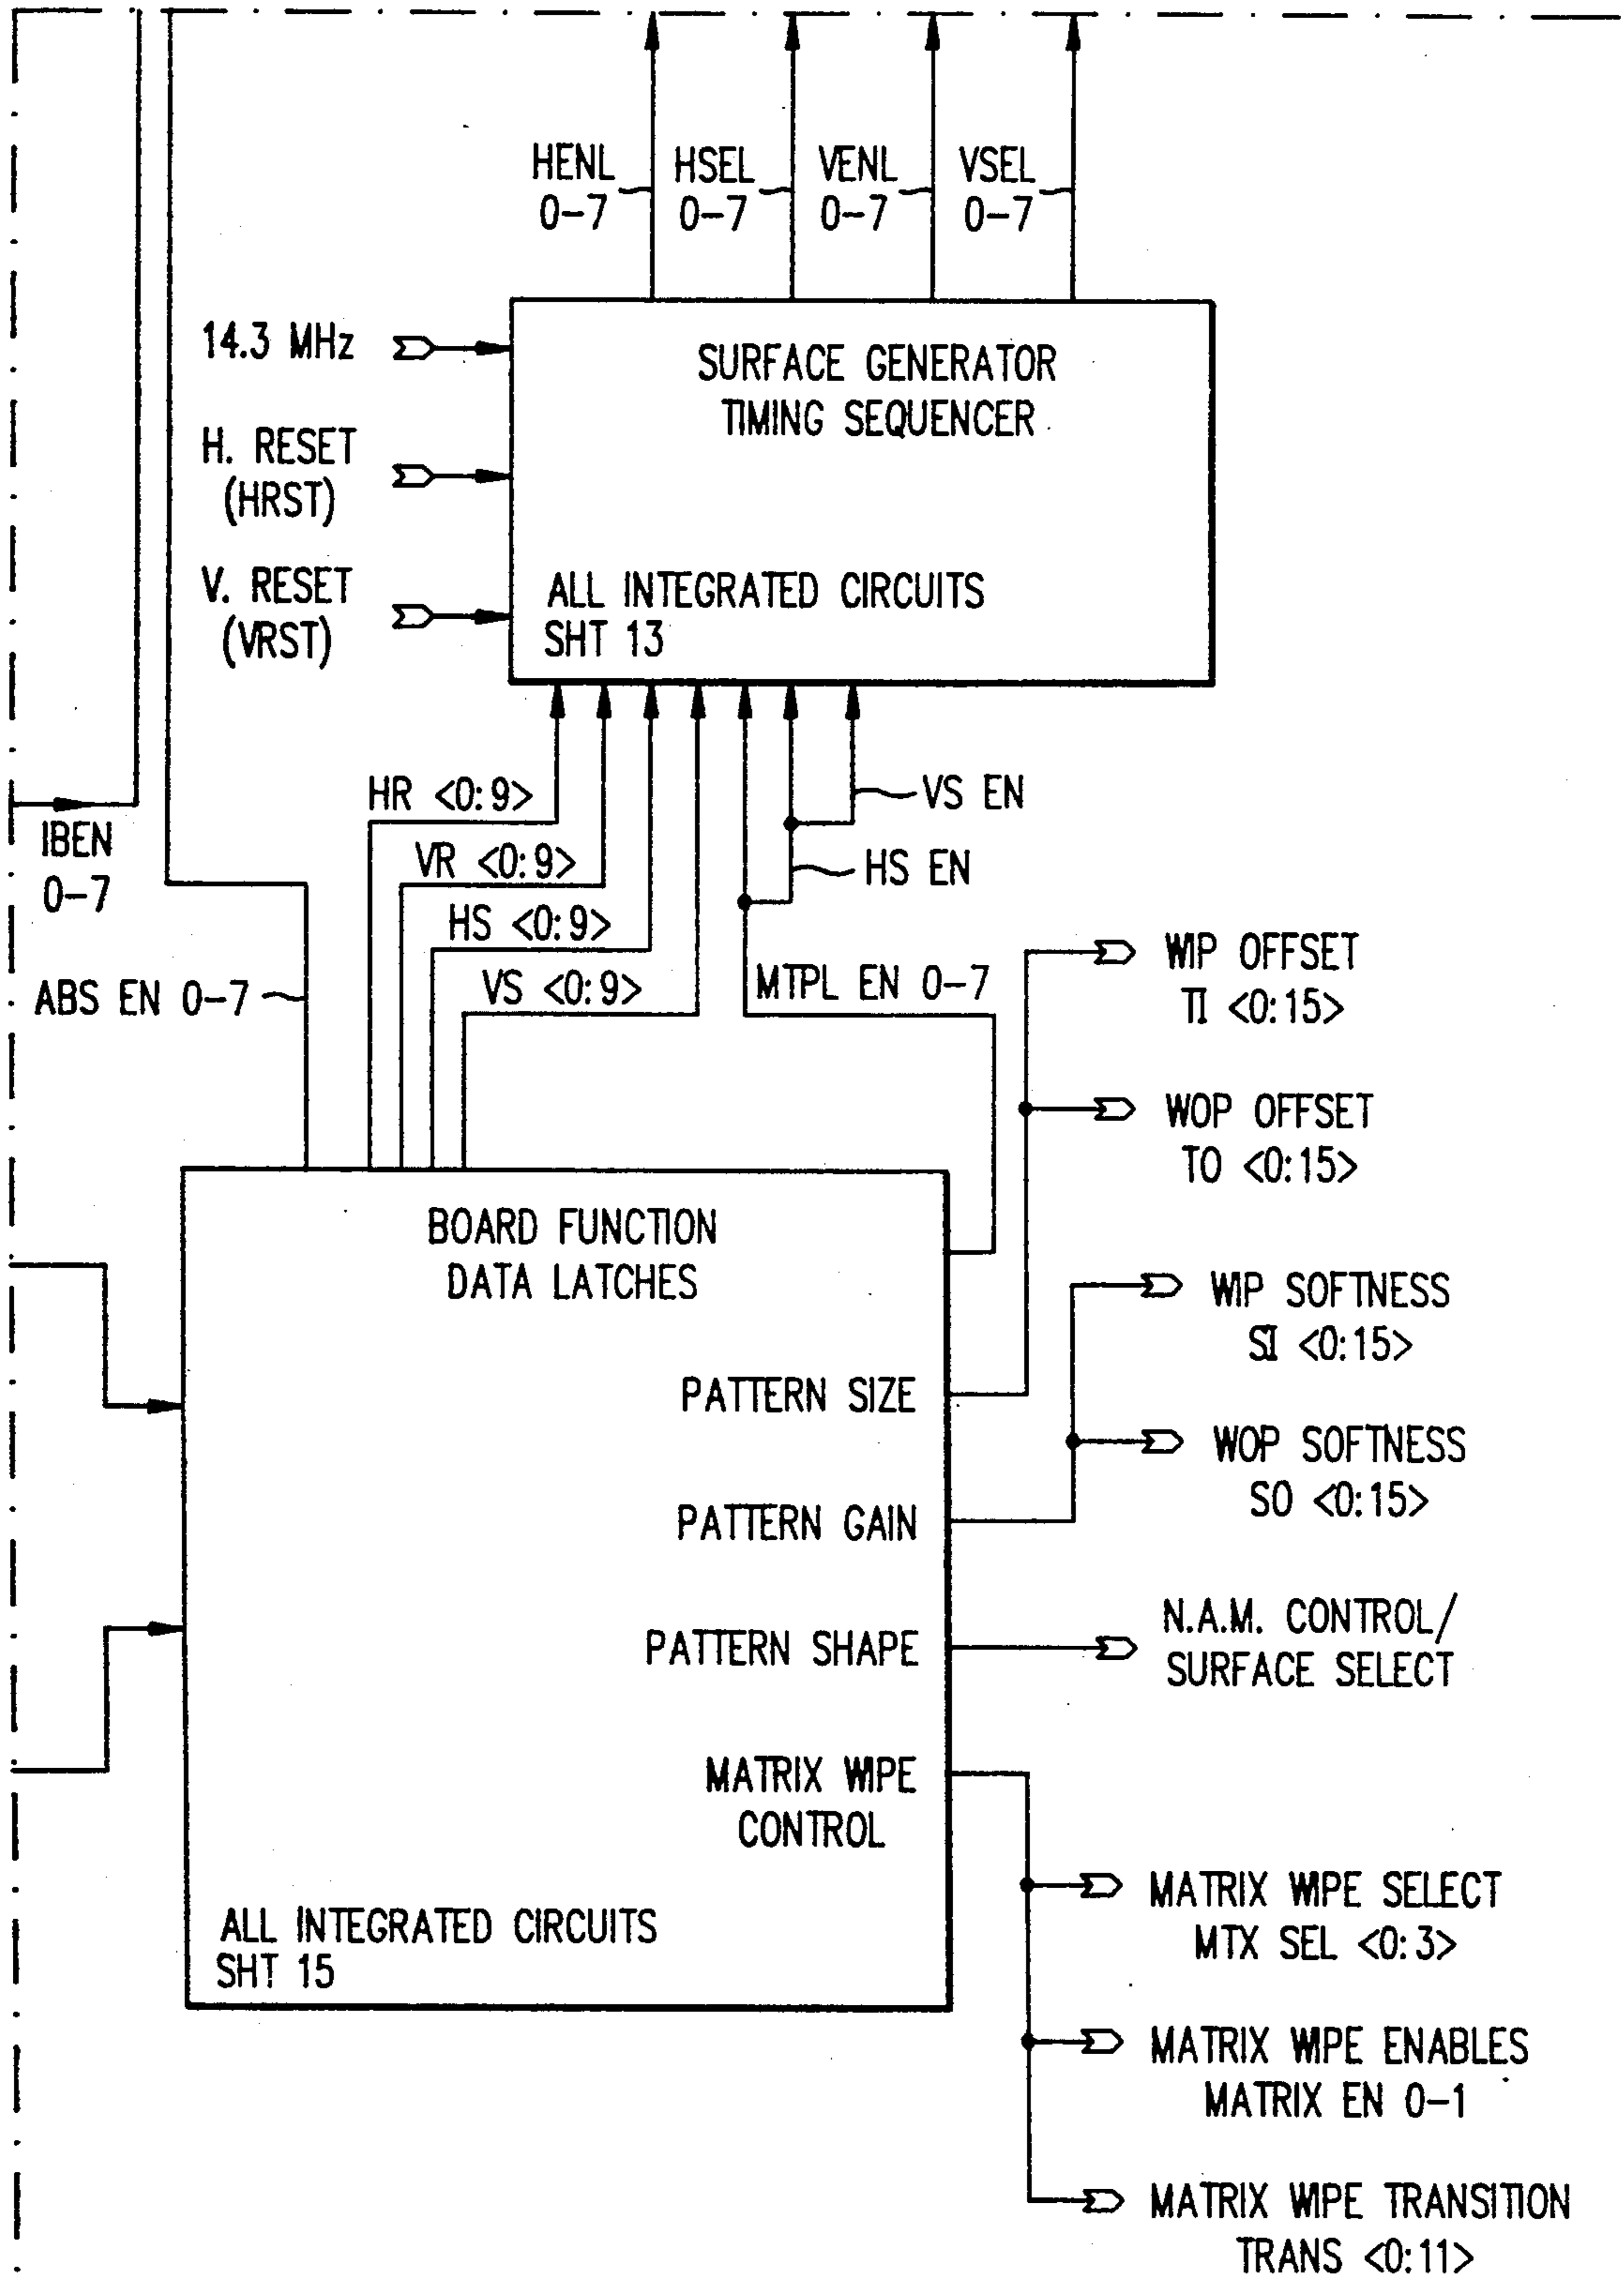 HENL
0-7
HSEL
0-7
VENL
0-7
VSEL
0-7
14.3 MHz
H. RESET
(HRST)
V. RESET
(VRST)
SURFACE GENERATOR
TIMING SEQUENCER
ALL INTEGRATED CIRCUITS
SHT 13
HR <0:9>
VR <0:9>
HS <0:9>
VS <0:9>
VS EN
HS EN
MTPL EN 0-7
IBEN
0-7
ABS EN 0-7
BOARD FUNCTION
DATA LATCHES
PATTERN SIZE
PATTERN GAIN
PATTERN SHAPE
MATRIX WIPE
CONTROL
ALL INTEGRATED CIRCUITS
SHT 15
WIP OFFSET
TI <0:15>
WOP OFFSET
TO <0:15>
WIP SOFTNESS
SI <0:15>
WOP SOFTNESS
SO <0:15>
N.A.M. CONTROL/
SURFACE SELECT
MATRIX WIPE SELECT
MTX SEL <0:3>
MATRIX WIPE ENABLES
MATRIX EN 0-1
MATRIX WIPE TRANSITION
TRANS <0:11>